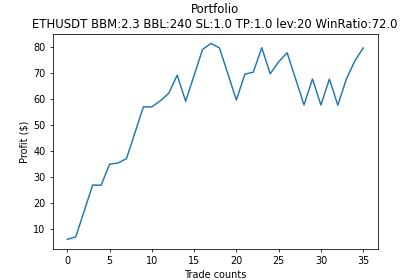 Portfolio
ETHUSDT BBM:2.3 BBL:240 SL:1.0 TP:1.0 lev:20 WinRatio:72.0
80
70
60
50
40
30
20
10
Profit ($)
0 5 10 15 20 25 30 35
Trade counts